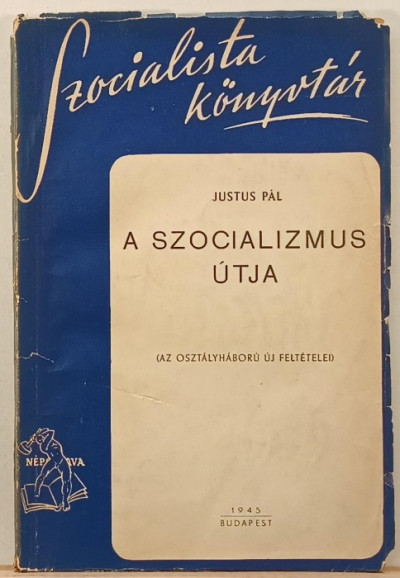 Szocialista
könyvtár
JUSTUS PÁL
A SZOCIALIZMUS
ÚTJA
(AZ OSZTÁLYHÁBORÚ ÚJ FELTÉTELEI)
1945
BUDAPEST